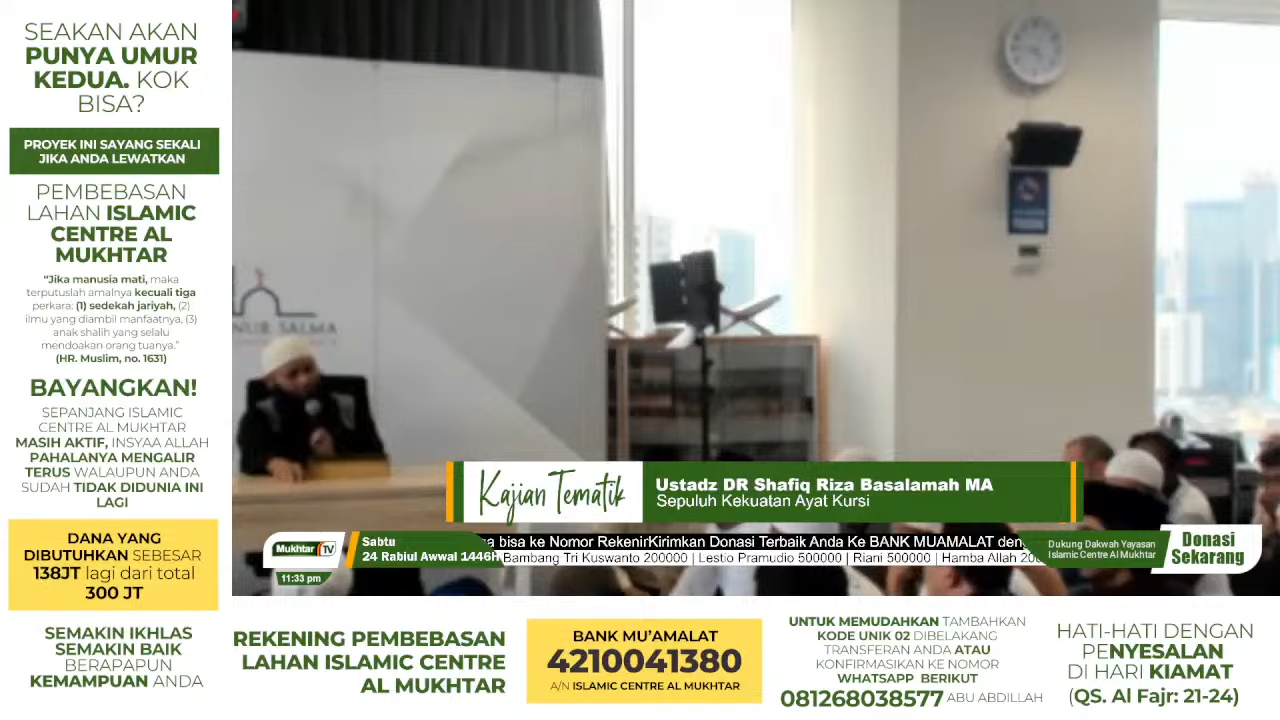 SEAKAN AKAN
PUNYA UMUR
KEDUA. KOK
BISA?
PROYEK INI SAYANG SEKALI
JIKA ANDA LEWATKAN
PEMBEBASAN
LAHAN ISLAMIC
CENTRE AL
MUKHTAR
“Jika manusia mati, maka
terputuslah amalnya kecuali tiga
perkara: (1) sedekah jariyah, (2)
ilmu yang diambil manfaatnya, (3)
anak shalih yang selalu
mendoakan orang tuanya.”
(HR. Muslim, no. 1631)
BAYANGKAN!
SEPANJANG ISLAMIC
CENTRE AL MUKHTAR
MASIH AKTIF, INSYAA ALLAH
PAHALANYA MENGALIR
TERUS WALAUPUN ANDA
SUDAH TIDAK DIDUNIA INI
LAGI
DANA YANG
DIBUTUHKAN SEBESAR
138JT lagi dari total
300 JT
SEMAKIN IKHLAS
SEMAKIN BAIK
BERAPAPUN
KEMAMPUAN ANDA
NUR SALMA
Kajian Tematik
Ustadz DR Shafiq Riza Basalamah MA
Sepuluh Kekuatan Ayat Kursi
Mukhtar TV
Sabtu
24 Rabiul Awwal 1446H
11:33 pm
a bisa ke Nomor RekenirKirimkan Donasi Terbaik Anda Ke BANK MUAMALAT den
Bambang Tri Kuswanto 200000 | Lestio Pramudio 500000 | Riani 500000 | Hamba Allah 20
Dukung Dakwah Yayasan
Islamic Centre Al Mukhtar
Donasi
Sekarang
REKENING PEMBEBASAN
LAHAN ISLAMIC CENTRE
AL MUKHTAR
BANK MU’AMALAT
4210041380
A/N ISLAMIC CENTRE AL MUKHTAR
UNTUK MEMUDAHKAN TAMBAHKAN
KODE UNIK 02 DIBELAKANG
TRANSFERAN ANDA ATAU
KONFIRMASIKAN KE NOMOR
WHATSAPP BERIKUT
081268038577 ABU ABDILLAH
HATI-HATI DENGAN
PENYESALAN
DI HARI KIAMAT
(QS. Al Fajr: 21-24)